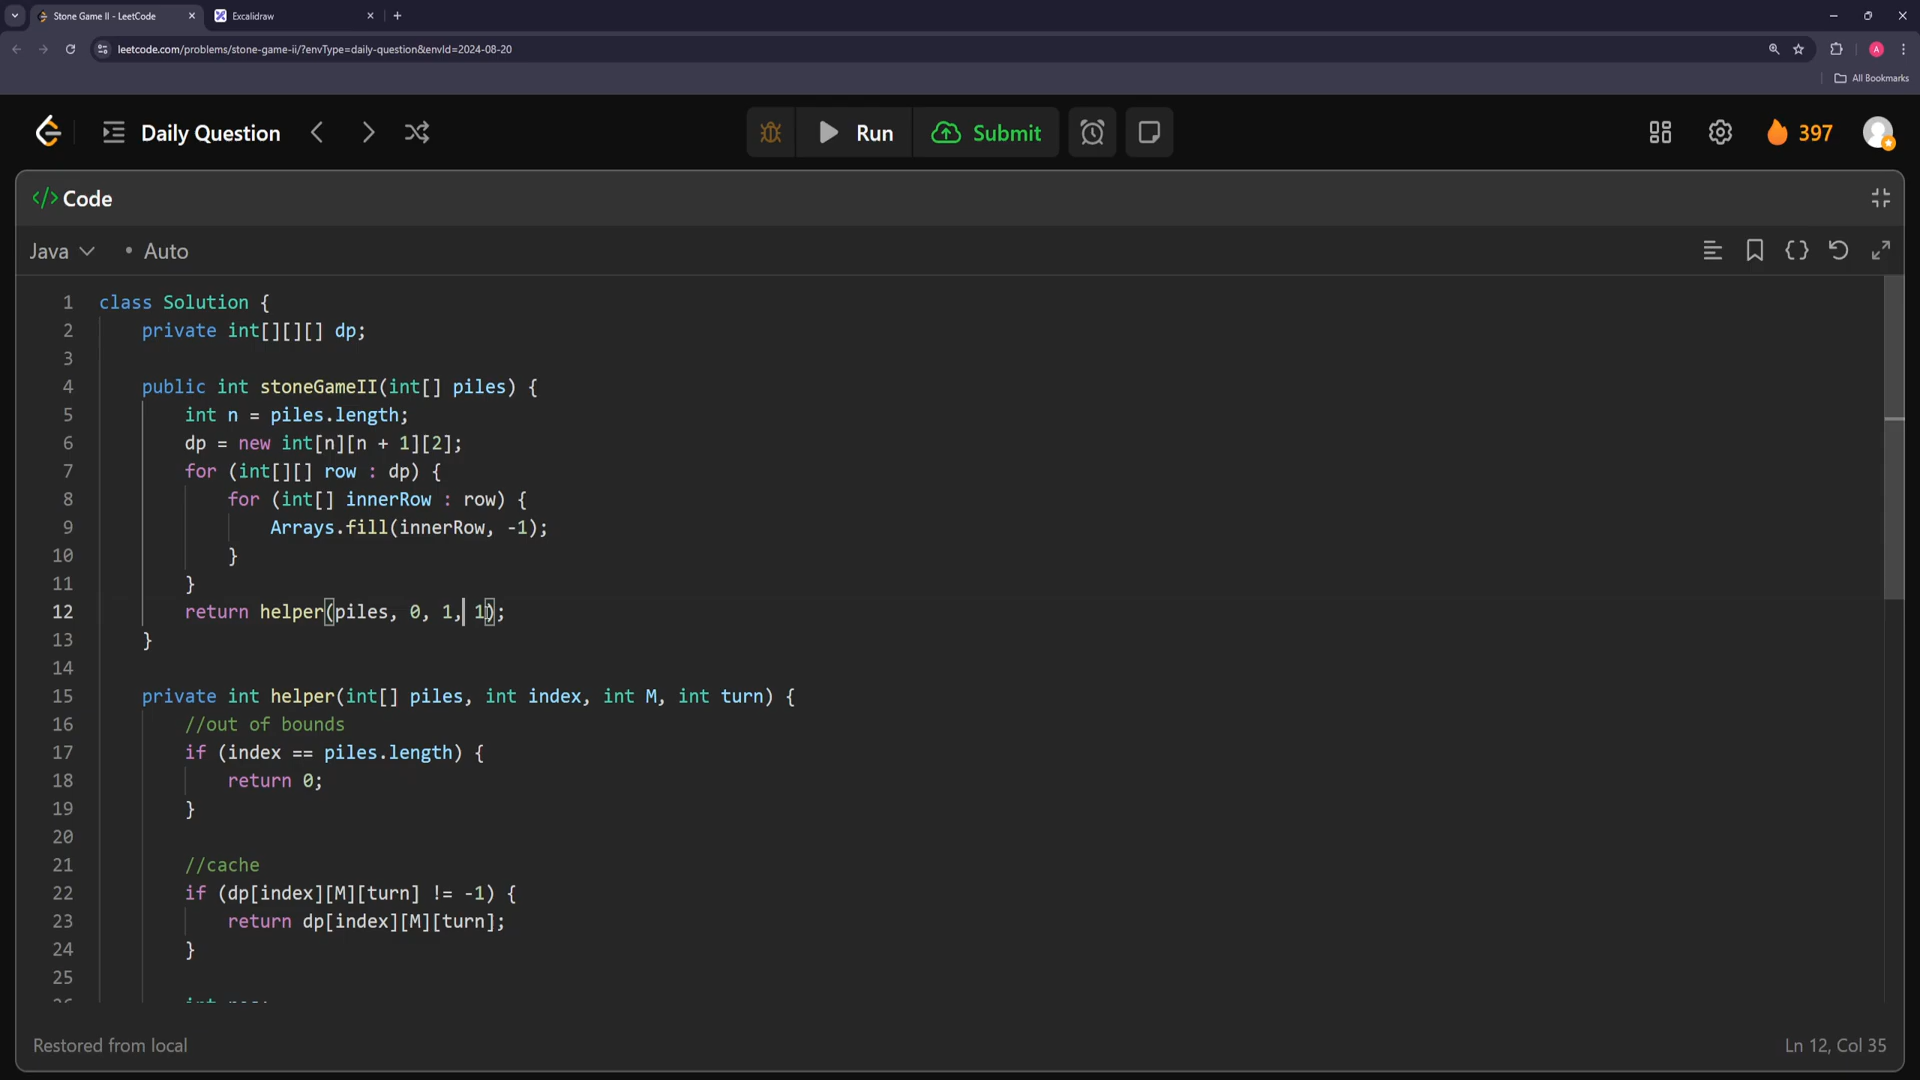 Stone Game II - LeetCode
Excalidraw
leetcode.com/problems/stone-game-ii/?envType=daily-question&envId=2024-08-20
A
All Bookmarks
Daily Question
Run
Submit
397
</> Code
Java
• Auto
1 class Solution {
2 private int[][][] dp;
3
4 public int stoneGameII(int[] piles) {
5 int n = piles.length;
6 dp = new int[n][n + 1][2];
7 for (int[][] row : dp) {
8 for (int[] innerRow : row) {
9 Arrays.fill(innerRow, -1);
10 }
11 }
12 return helper(piles, 0, 1, 1);
13 }
14
15 private int helper(int[] piles, int index, int M, int turn) {
16 //out of bounds
17 if (index == piles.length) {
18 return 0;
19 }
20
21 //cache
22 if (dp[index][M][turn] != -1) {
23 return dp[index][M][turn];
24 }
25
Restored from local
Ln 12, Col 35